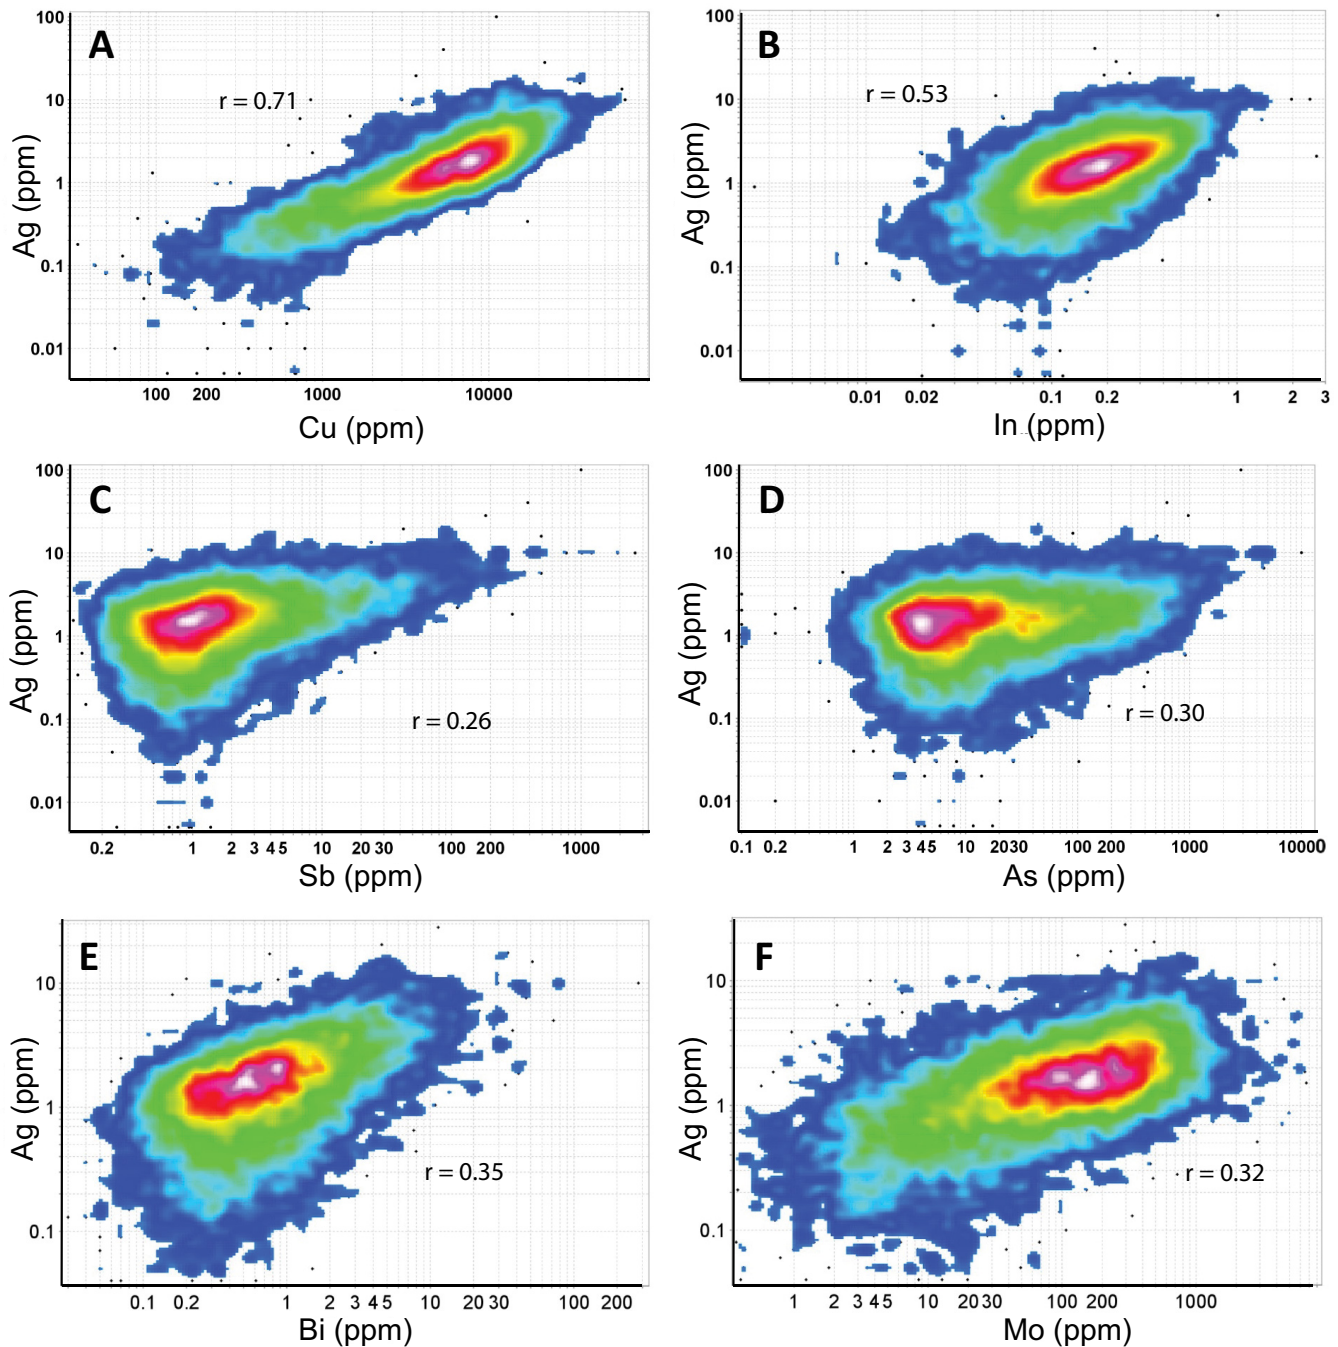 A
r = 0.71
100
10
1
0.1
0.01
Ag (ppm)
100 200 1000 10000
Cu (ppm)
B
r = 0.53
100
10
1
0.1
0.01
Ag (ppm)
0.01 0.02 0.1 0.2 1 2 3
In (ppm)
C
r = 0.26
100
10
1
0.1
0.01
Ag (ppm)
0.2 1 2 3 4 5 10 20 30 100 200 1000
Sb (ppm)
D
r = 0.30
100
10
1
0.1
0.01
Ag (ppm)
0.1 0.2 1 2 3 4 5 10 20 30 100 200 1000 10000
As (ppm)
E
r = 0.35
10
1
0.1
Ag (ppm)
0.1 0.2 1 2 3 4 5 10 20 30 100 200
Bi (ppm)
F
r = 0.32
10
1
0.1
Ag (ppm)
1 2 3 4 5 10 20 30 100 200 1000
Mo (ppm)